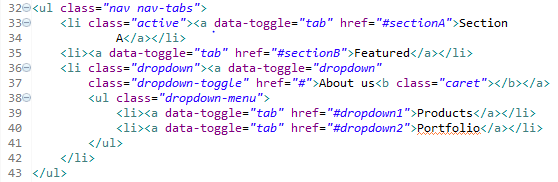 32 <ul class="nav nav-tabs">
33 <li class="active"><a data-toggle="tab" href="#sectionA">Section
34 A</a></li>
35 <li><a data-toggle="tab" href="#sectionB">Featured</a></li>
36 <li class="dropdown"><a data-toggle="dropdown"
37 class="dropdown-toggle" href="#">About us<b class="caret"></b></a>
38 <ul class="dropdown-menu">
39 <li><a data-toggle="tab" href="#dropdown1">Products</a></li>
40 <li><a data-toggle="tab" href="#dropdown2">Portfolio</a></li>
41 </ul>
42 </li>
43 </ul>